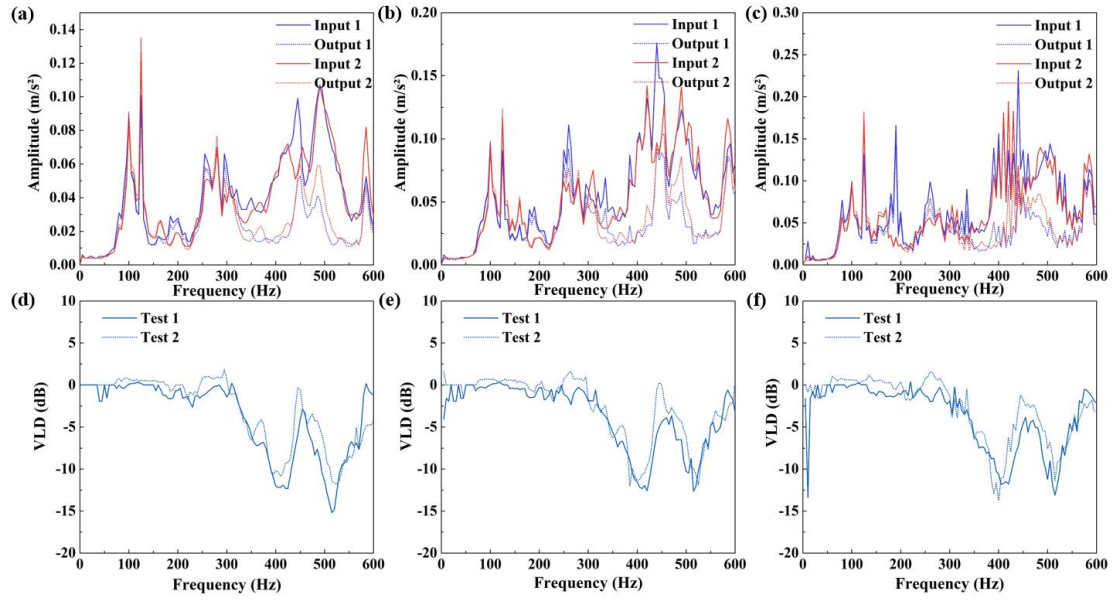 (a)
Amplitude (m/s²)
0.14
0.12
0.10
0.08
0.06
0.04
0.02
0.00
0 100 200 300 400 500 600
Frequency (Hz)
Input 1
Output 1
Input 2
Output 2
(b)
Amplitude (m/s²)
0.20
0.15
0.10
0.05
0.00
0 100 200 300 400 500 600
Frequency (Hz)
Input 1
Output 1
Input 2
Output 2
(c)
Amplitude (m/s²)
0.30
0.25
0.20
0.15
0.10
0.05
0.00
0 100 200 300 400 500 600
Frequency (Hz)
Input 1
Output 1
Input 2
Output 2
(d)
VLD (dB)
10
5
0
-5
-10
-15
-20
0 100 200 300 400 500 600
Frequency (Hz)
Test 1
Test 2
(e)
VLD (dB)
10
5
0
-5
-10
-15
-20
0 100 200 300 400 500 600
Frequency (Hz)
Test 1
Test 2
(f)
VLD (dB)
10
5
0
-5
-10
-15
-20
0 100 200 300 400 500 600
Frequency (Hz)
Test 1
Test 2